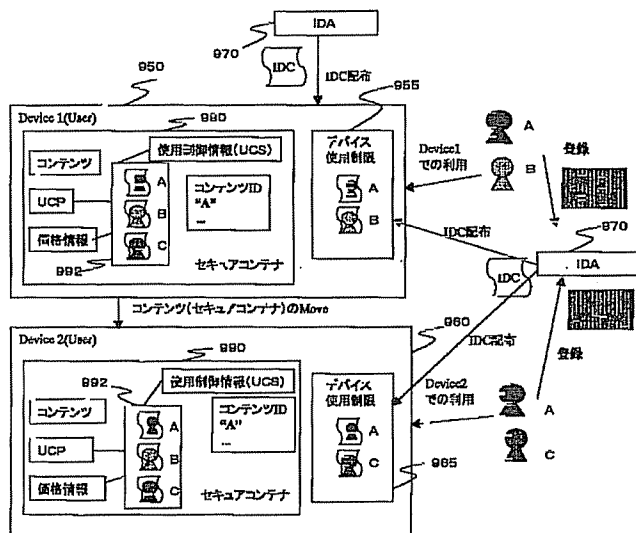 IDA
970
IDC
IDC配布
950
955
Device 1(User)
990
使用制御情報(UCS)
コンテンツ
UCP
価格情報
992
A
B
C
コンテンツID
"A"
...
セキュアコンテナ
デバイス
使用制限
A
B
Device1
での利用
A
B
登録
970
IDA
IDC
IDC配布
コンテンツ(セキュアコンテナ)のMove
Device 2(User)
990
960
IDC配布
登録
992
使用制御情報(UCS)
コンテンツ
UCP
価格情報
A
B
C
コンテンツID
"A"
...
セキュアコンテナ
デバイス
使用制限
A
C
Device2
での利用
A
C
965